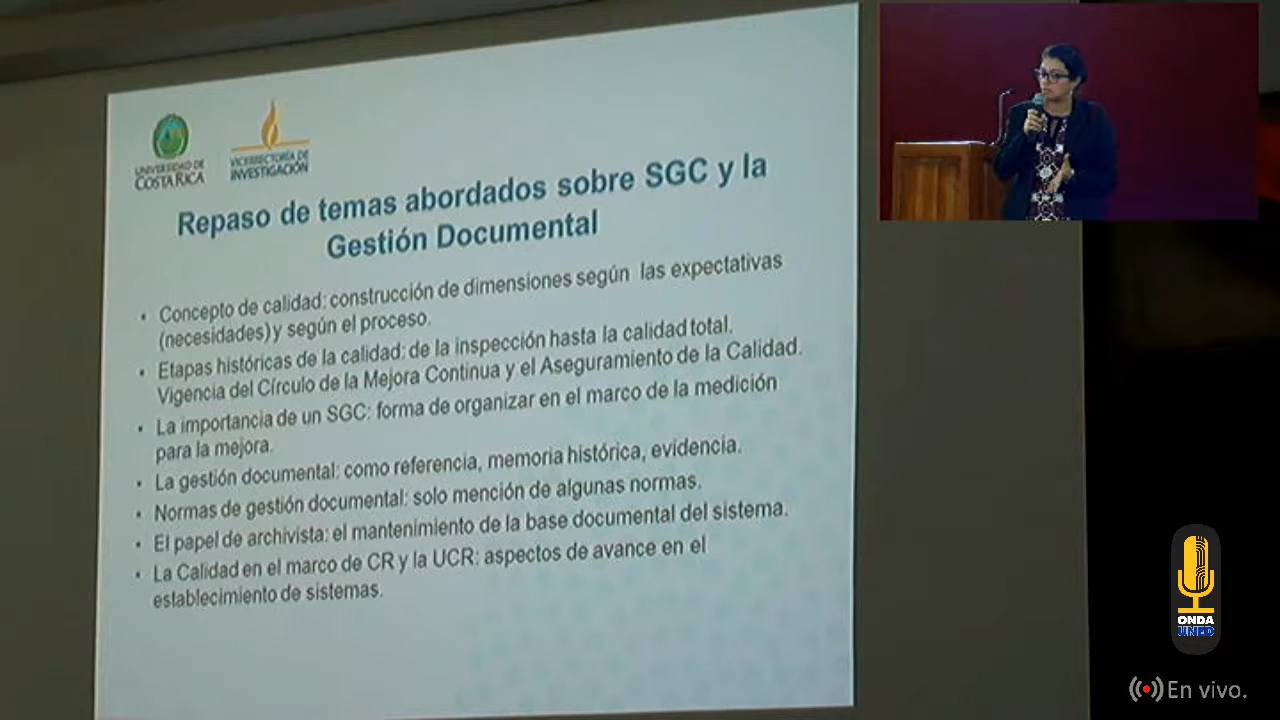 UNIVERSIDAD DE
COSTA RICA
VICERRECTORÍA DE
INVESTIGACIÓN
Repaso de temas abordados sobre SGC y la
Gestión Documental
• Concepto de calidad: construcción de dimensiones según las expectativas
(necesidades) y según el proceso.
• Etapas históricas de la calidad: de la inspección hasta la calidad total.
Vigencia del Círculo de la Mejora Continua y el Aseguramiento de la Calidad.
• La importancia de un SGC: forma de organizar en el marco de la medición
para la mejora.
• La gestión documental: como referencia, memoria histórica, evidencia.
• Normas de gestión documental: solo mención de algunas normas.
• El papel de archivista: el mantenimiento de la base documental del sistema.
• La Calidad en el marco de CR y la UCR: aspectos de avance en el
establecimiento de sistemas.
ONDA
UNED
En vivo.